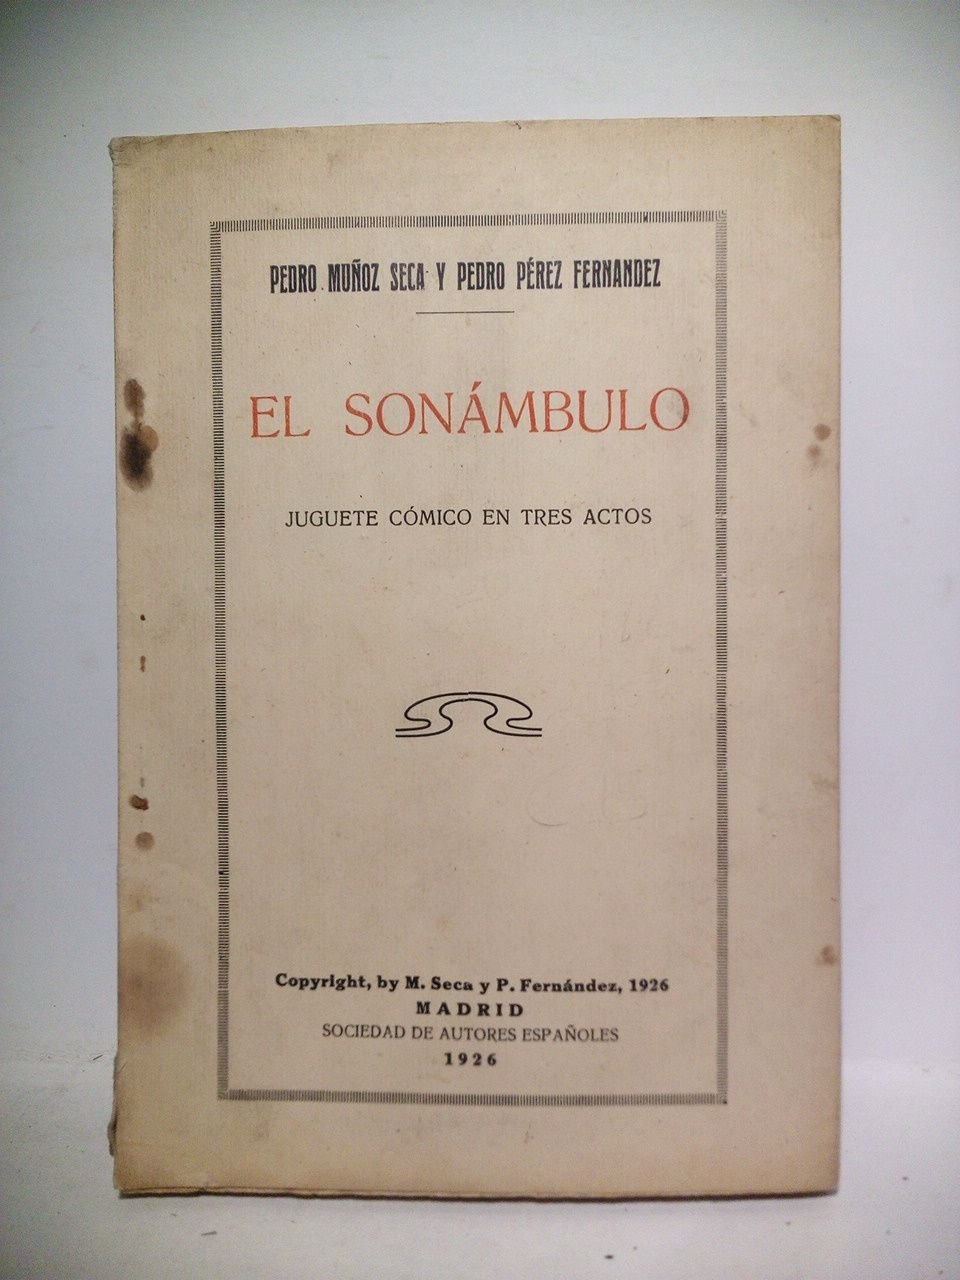 PEDRO MUÑOZ SECA Y PEDRO PÉREZ FERNANDEZ
EL SONÁMBULO
JUGUETE CÓMICO EN TRES ACTOS
Copyright, by M. Seca y P. Fernández, 1926
MADRID
SOCIEDAD DE AUTORES ESPAÑOLES
1926